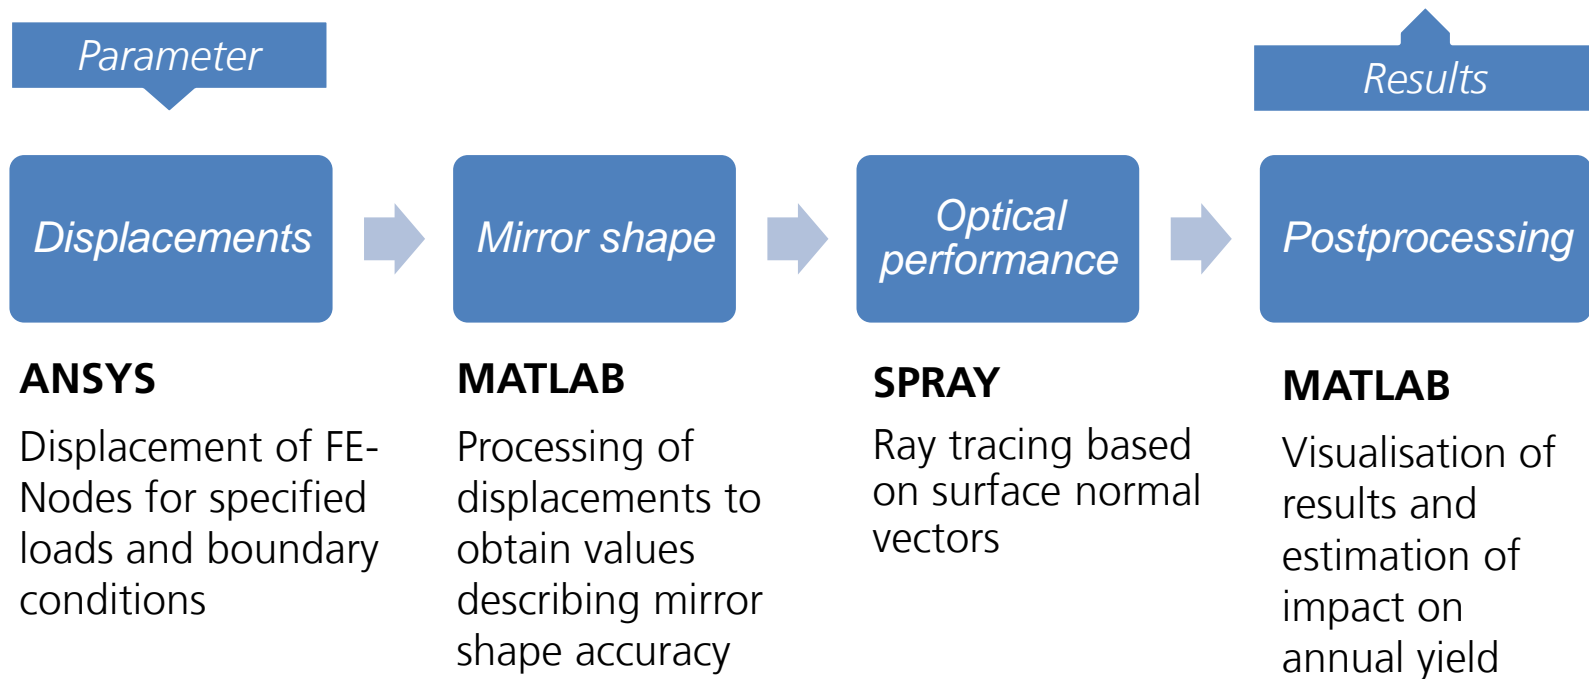 Parameter
Results
Displacements
Mirror shape
Optical
performance
Postprocessing
ANSYS
Displacement of FE-
Nodes for specified
loads and boundary
conditions
MATLAB
Processing of
displacements to
obtain values
describing mirror
shape accuracy
SPRAY
Ray tracing based
on surface normal
vectors
MATLAB
Visualisation of
results and
estimation of
impact on
annual yield